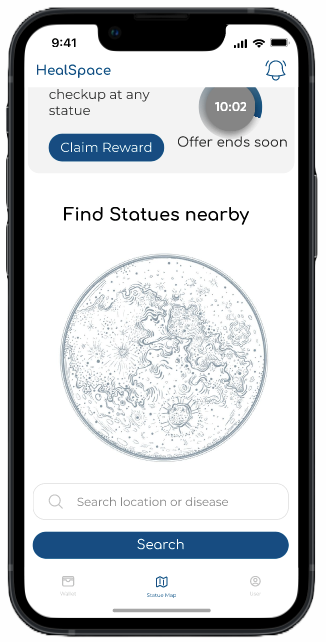 9:41
HealSpace
checkup at any
statue
10:02
Claim Reward
Offer ends soon
Find Statues nearby
Search location or disease
Search
Statue Map
User